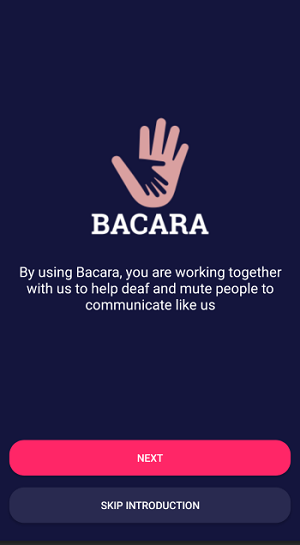 BACARA
By using Bacara, you are working together
with us to help deaf and mute people to
communicate like us
NEXT
SKIP INTRODUCTION